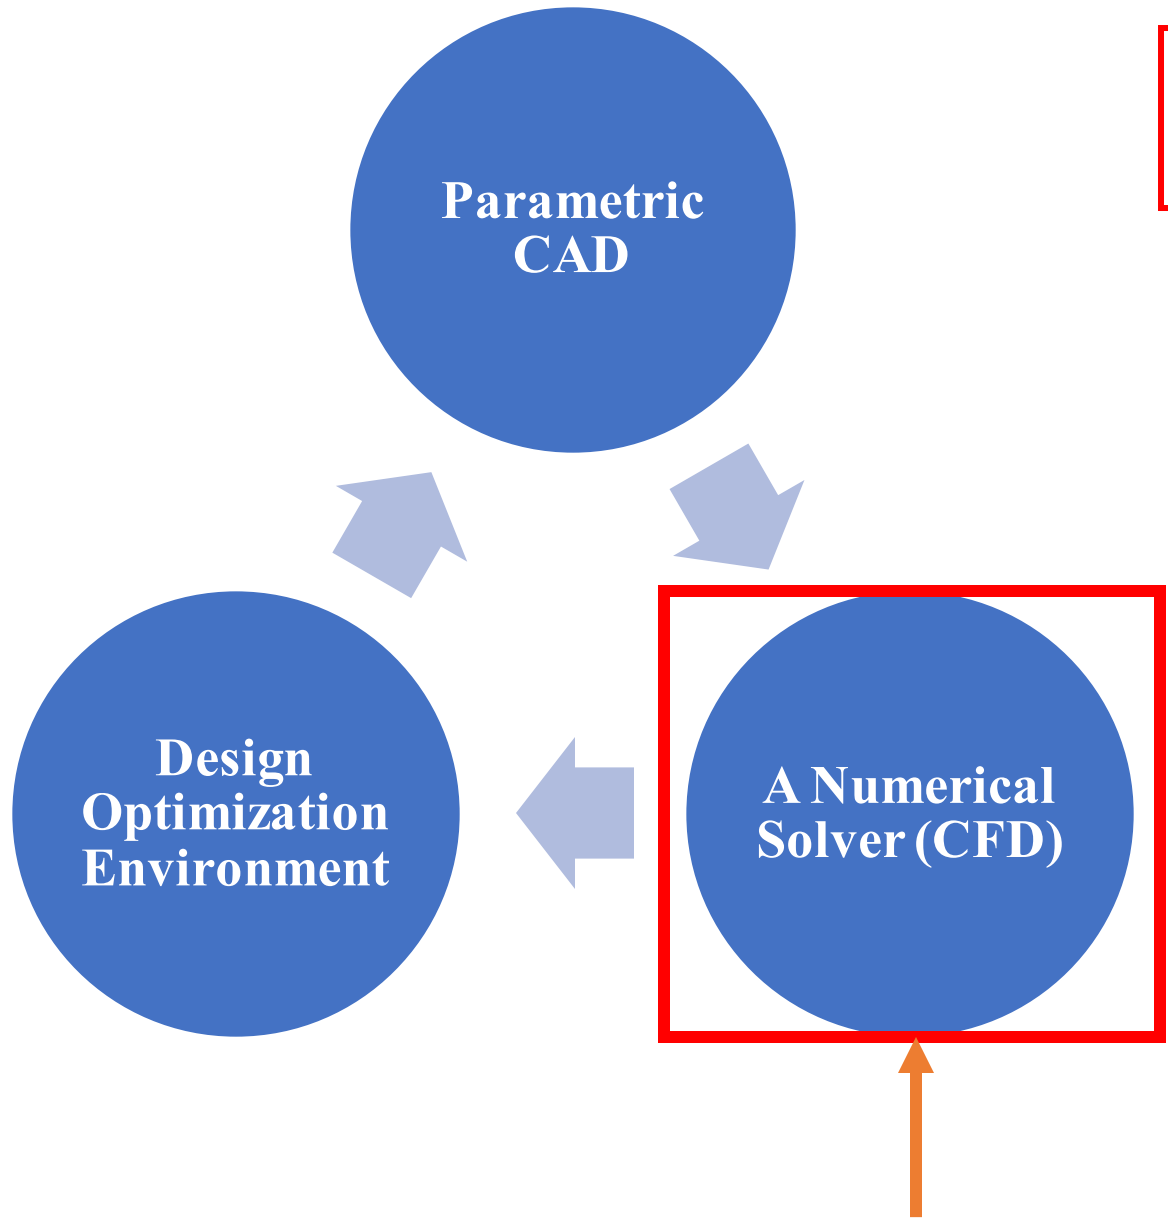 Parametric
CAD
Design
Optimization
Environment
A Numerical
Solver (CFD)